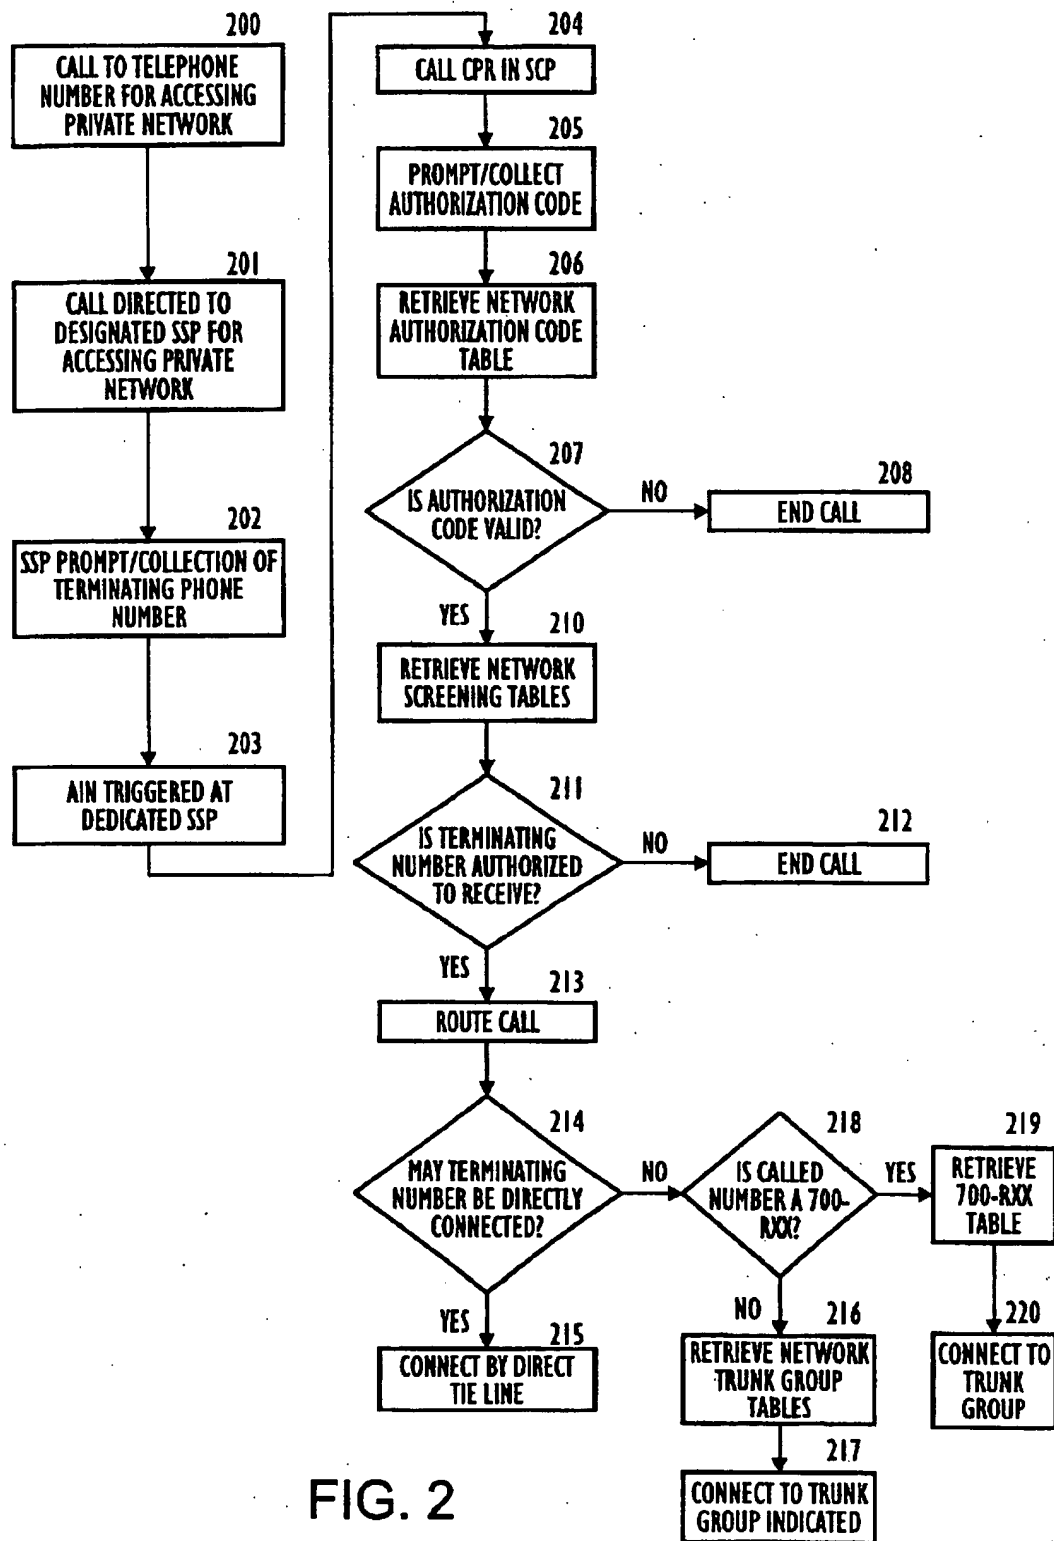 200
CALL TO TELEPHONE
NUMBER FOR ACCESSING
PRIVATE NETWORK
201
CALL DIRECTED TO
DESIGNATED SSP FOR
ACCESSING PRIVATE
NETWORK
202
SSP PROMPT/COLLECTION OF
TERMINATING PHONE
NUMBER
203
AIN TRIGGERED AT
DEDICATED SSP
204
CALL CPR IN SCP
205
PROMPT/COLLECT
AUTHORIZATION CODE
206
RETRIEVE NETWORK
AUTHORIZATION CODE
TABLE
207
IS AUTHORIZATION
CODE VALID?
NO
208
END CALL
YES
210
RETRIEVE NETWORK
SCREENING TABLES
211
IS TERMINATING
NUMBER AUTHORIZED
TO RECEIVE?
NO
212
END CALL
YES
213
ROUTE CALL
214
MAY TERMINATING
NUMBER BE DIRECTLY
CONNECTED?
NO
YES
215
CONNECT BY DIRECT
TIE LINE
218
IS CALLED
NUMBER A 700-
RXX?
YES
219
RETRIEVE
700-RXX
TABLE
220
CONNECT TO
TRUNK
GROUP
NO
216
RETRIEVE NETWORK
TRUNK GROUP
TABLES
217
CONNECT TO TRUNK
GROUP INDICATED
FIG. 2